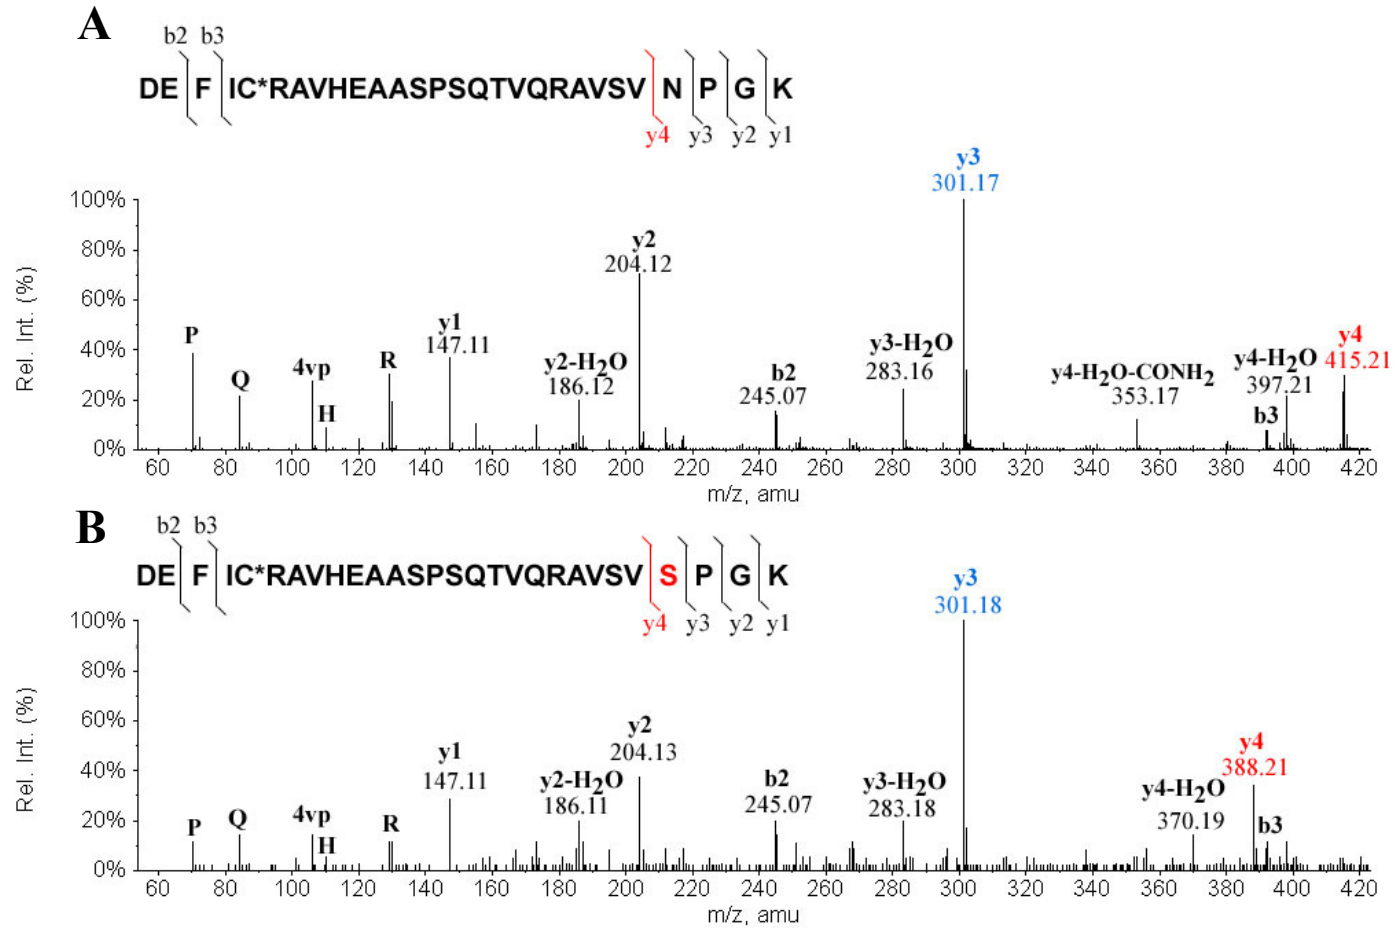 A
b2 b3
DEFIC*RAVHEAASPSQTVQRAVSVNPGK
y4 y3 y2 y1
Rel. Int. (%)
100%
80%
60%
40%
20%
0%
P
Q
4vp
H
R
y1
147.11
y2-H₂O
186.12
y2
204.12
b2
245.07
y3-H₂O
283.16
y3
301.17
y4-H₂O-CONH₂
353.17
b3
y4-H₂O
397.21
y4
415.21
60 80 100 120 140 160 180 200 220 240 260 280 300 320 340 360 380 400 420
m/z, amu
B
b2 b3
DEFIC*RAVHEAASPSQTVQRAVSVSPGK
y4 y3 y2 y1
Rel. Int. (%)
100%
80%
60%
40%
20%
0%
P
Q
4vp
H
R
y1
147.11
y2-H₂O
186.11
y2
204.13
b2
245.07
y3-H₂O
283.18
y3
301.18
y4-H₂O
370.19
y4
388.21
b3
60 80 100 120 140 160 180 200 220 240 260 280 300 320 340 360 380 400 420
m/z, amu